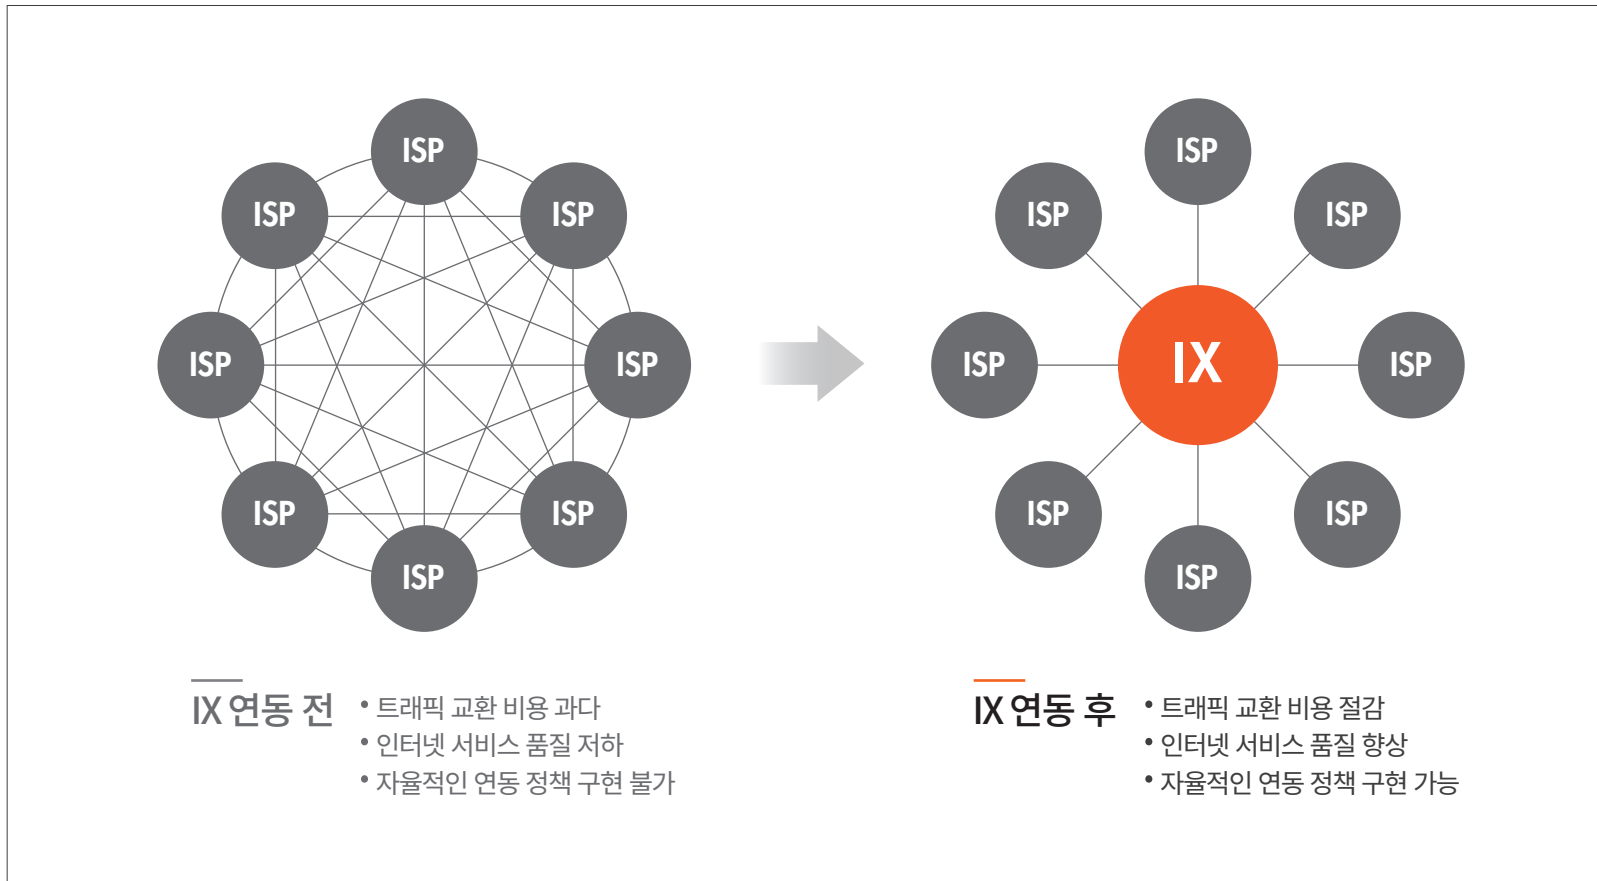 ISP
ISP
ISP
ISP
ISP
ISP
ISP
ISP
IX 연동 전
• 트래픽 교환 비용 과다
• 인터넷 서비스 품질 저하
• 자율적인 연동 정책 구현 불가
ISP
ISP
ISP
ISP
IX
ISP
ISP
ISP
ISP
IX 연동 후
• 트래픽 교환 비용 절감
• 인터넷 서비스 품질 향상
• 자율적인 연동 정책 구현 가능